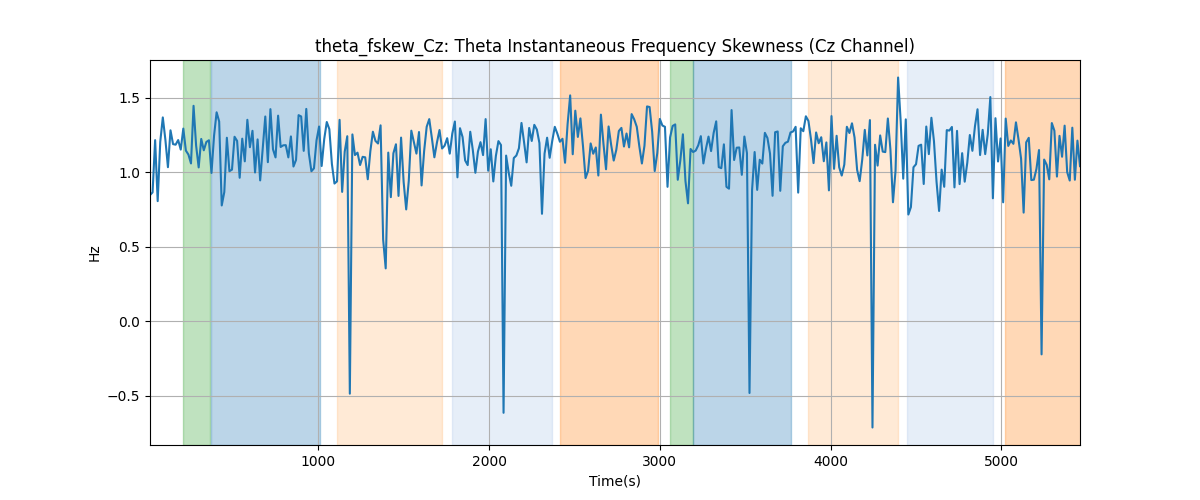 theta_fskew_Cz: Theta Instantaneous Frequency Skewness (Cz Channel)
1.5
1.0
0.5
0.0
−0.5
Hz
1000 2000 3000 4000 5000
Time(s)